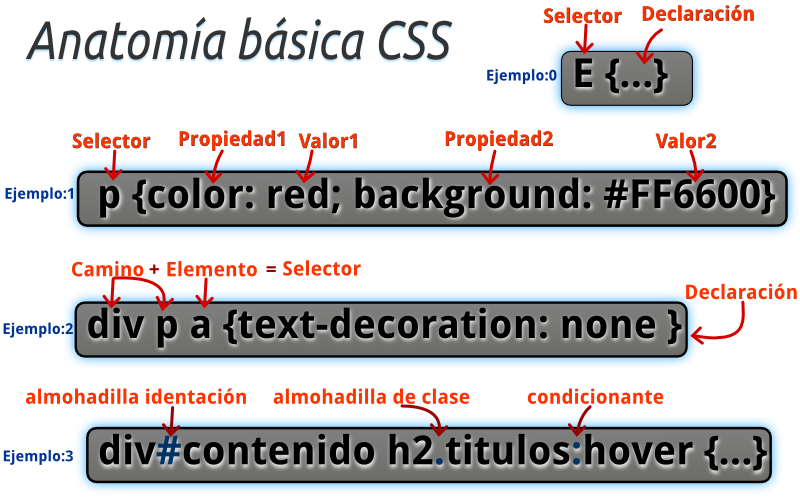 Anatomía básica CSS
Selector Declaración
Ejemplo:0 E {...}
Selector Propiedad1 Valor1 Propiedad2 Valor2
Ejemplo:1 p {color: red; background: #FF6600}
Camino + Elemento = Selector
Declaración
Ejemplo:2 div p a {text-decoration: none }
almohadilla identación almohadilla de clase condicionante
Ejemplo:3 div#contenido h2.titulos:hover {...}